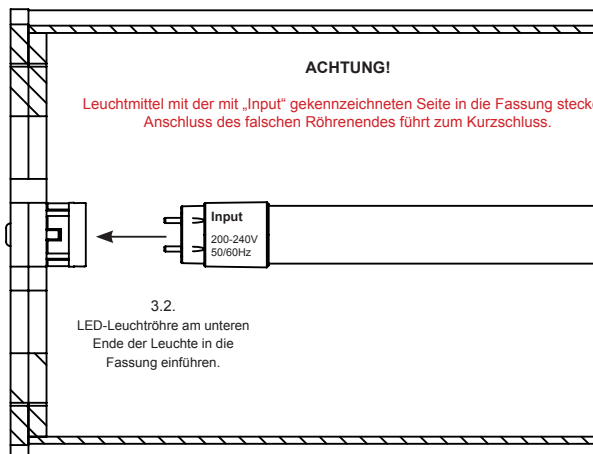 ACHTUNG!
Leuchtmittel mit der mit „Input“ gekennzeichneten Seite in die Fassung
Anschluss des falschen Röhrenendes führt zum Kurzschluss.
Input
200-240V
50/60Hz
3.2.
LED-Leuchtröhre am unteren
Ende der Leuchte in die
Fassung einführen.